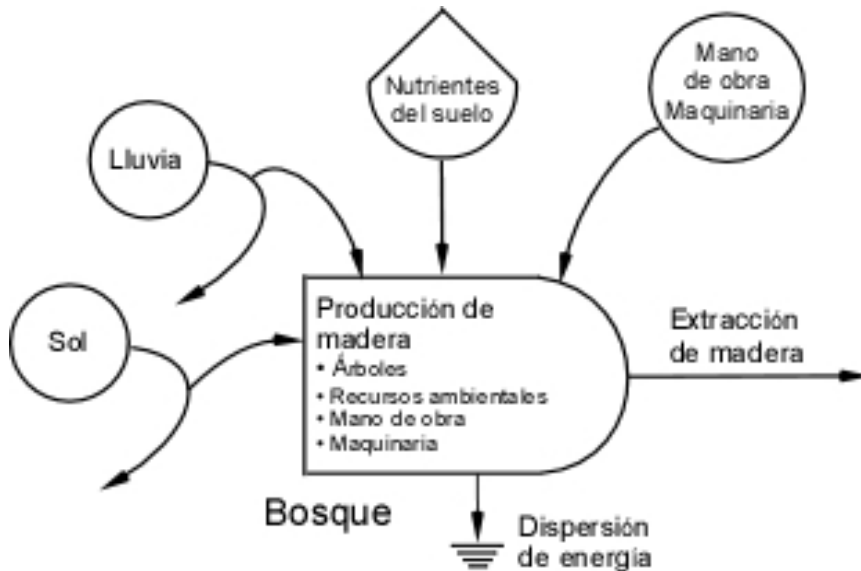 Nutrientes
del suelo
Mano
de obra
Maquinaria
Lluvia
Sol
Producción de
madera
• Árboles
• Recursos ambientales
• Mano de obra
• Maquinaria
Extracción
de madera
Bosque
Dispersión
de energía